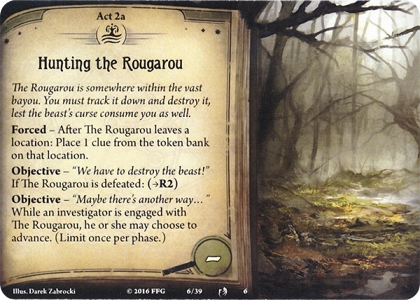 Act 2a
Hunting the Rougarou
The Rougarou is somewhere within the vast
bayou. You must track it down and destroy it,
lest the beast's curse consume you as well.
Forced – After The Rougarou leaves a
location: Place 1 clue from the token bank
on that location.
Objective – "We have to destroy the beast!"
If The Rougarou is defeated: (→R2)
Objective – "Maybe there's another way…"
While an investigator is engaged with
The Rougarou, he or she may choose to
advance. (Limit once per phase.)
–
Illus. Darek Zabrocki © 2016 FFG 6/39 6